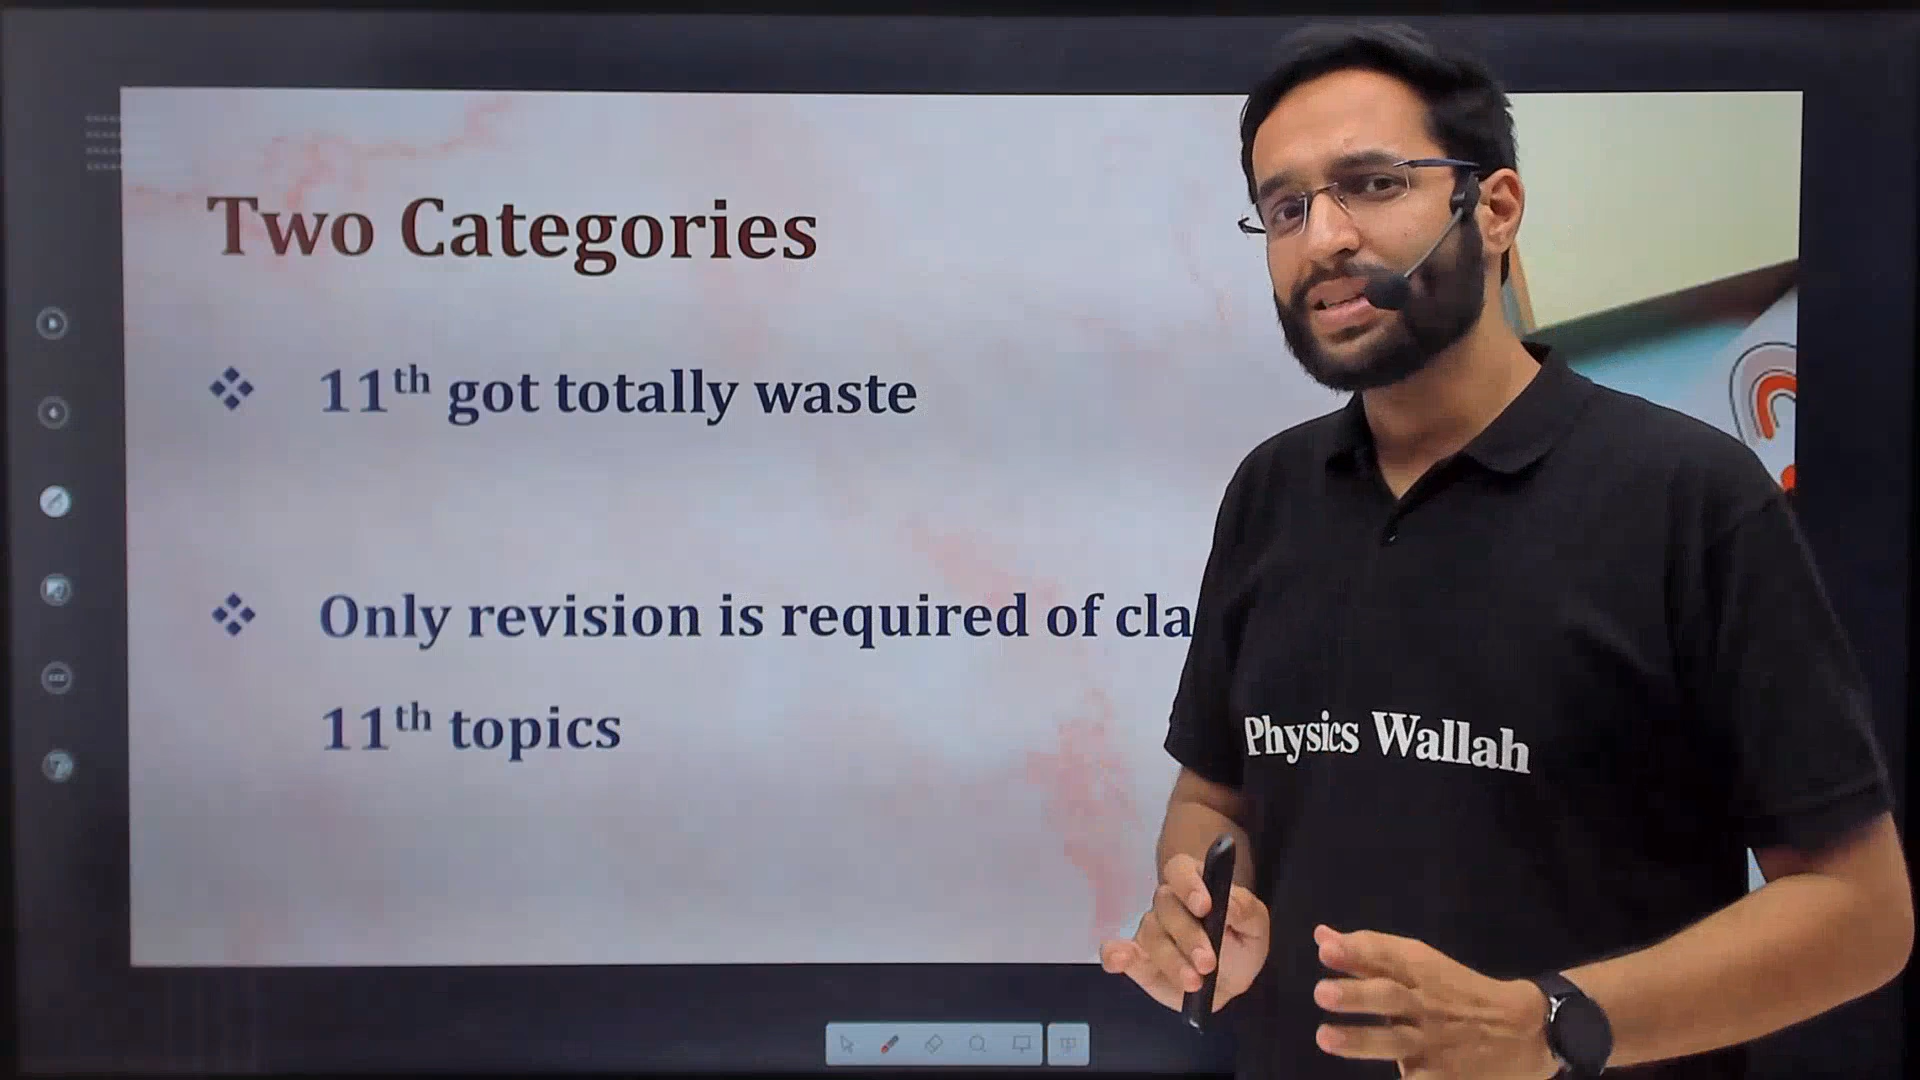 Two Categories
11th got totally waste
Only revision is required of cla
11th topics
Physics Wallah